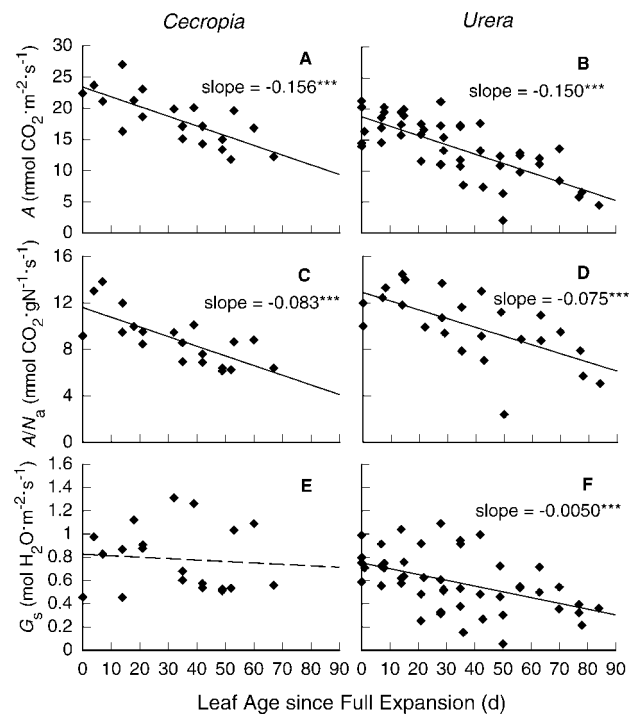 Cecropia
Urera
A (mmol CO₂·m⁻²·s⁻¹)
30
25
20
15
10
5
0
A
slope = -0.156***
B
slope = -0.150***
A/Nₐ (mmol CO₂·gN⁻¹·s⁻¹)
16
12
8
4
0
C
slope = -0.083***
D
slope = -0.075***
Gₛ (mol H₂O·m⁻²·s⁻¹)
1.6
1.4
1.2
1
0.8
0.6
0.4
0.2
0
E
F
slope = -0.0050***
0 10 20 30 40 50 60 70 80 90
0 10 20 30 40 50 60 70 80 90
Leaf Age since Full Expansion (d)